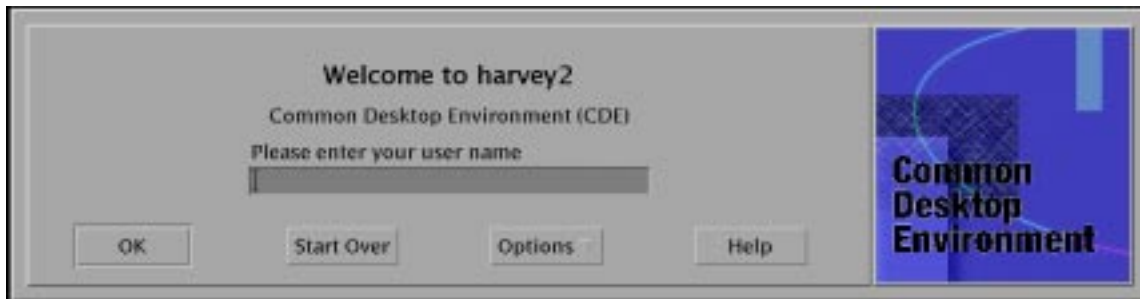 Welcome to harvey2
Common Desktop Environment (CDE)
Please enter your user name
OK
Start Over
Options
Help
Common
Desktop
Environment